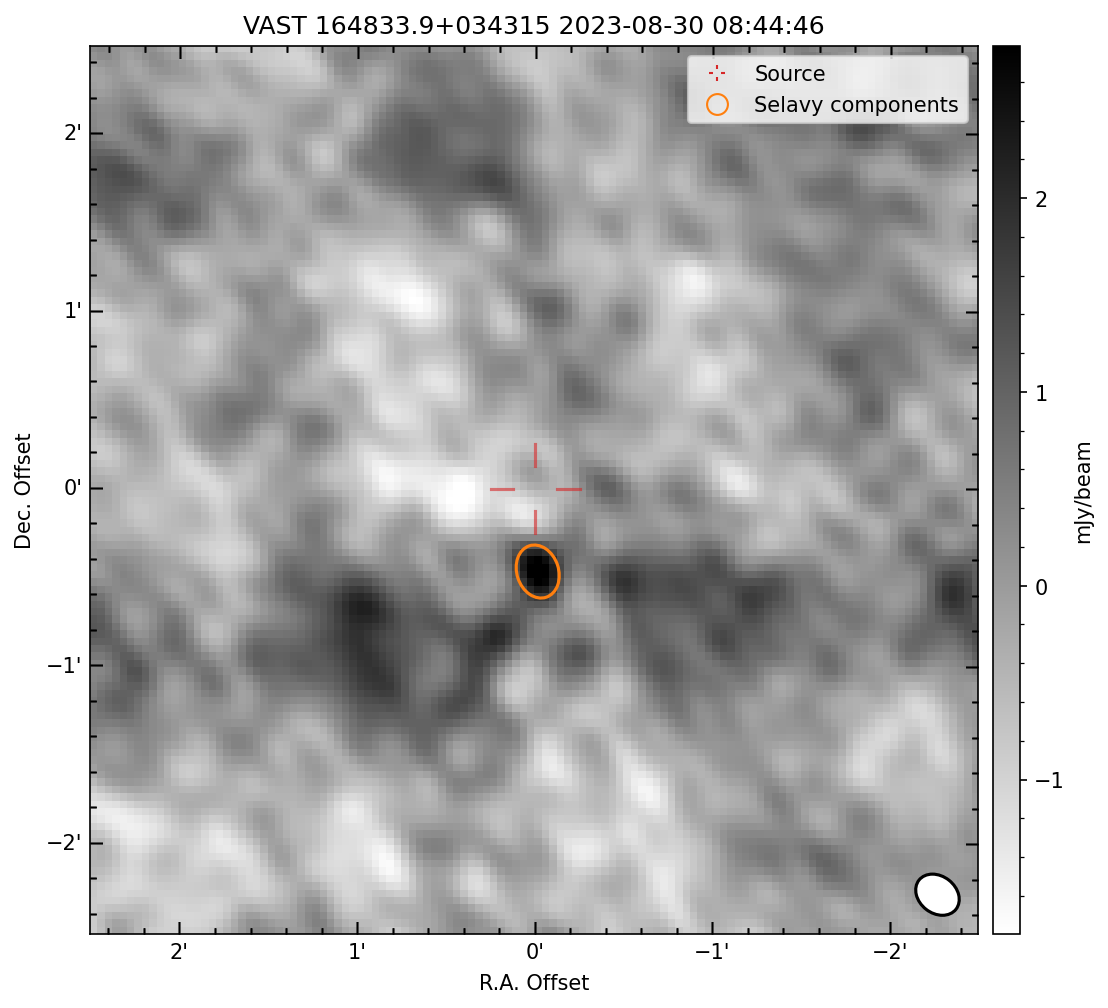 VAST 164833.9+034315 2023-08-30 08:44:46
Source
Selavy components
2'
1'
0'
−1'
−2'
Dec. Offset
2'
1'
0'
−1'
−2'
R.A. Offset
2
1
0
−1
mJy/beam